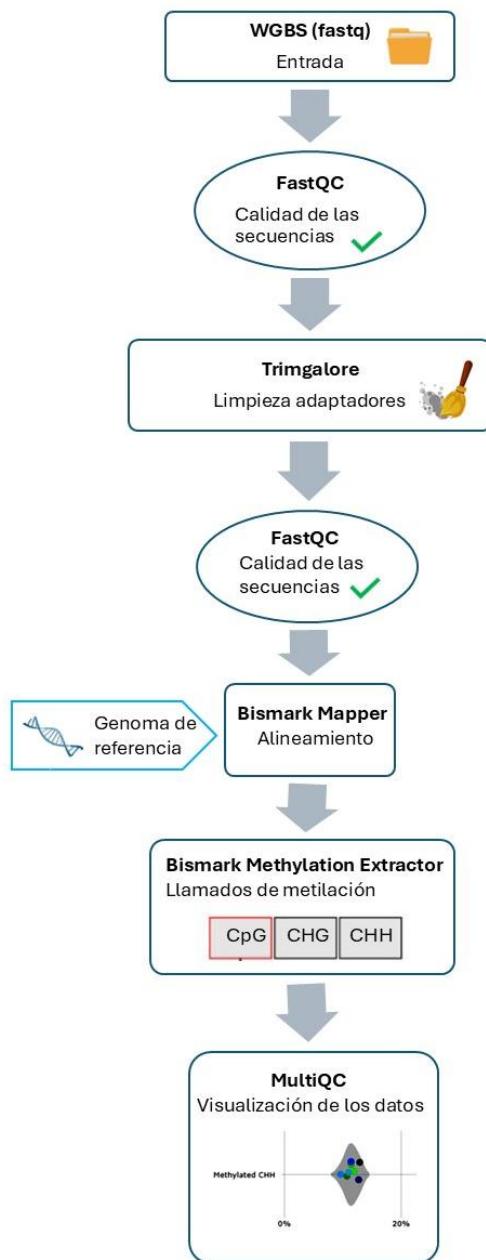 WGBS (fastq)
Entrada
FastQC
Calidad de las
secuencias
Trimgalore
Limpieza adaptadores
FastQC
Calidad de las
secuencias
Genoma de
referencia
Bismark Mapper
Alineamiento
Bismark Methylation Extractor
Llamados de metilación
CpG CHG CHH
MultiQC
Visualización de los datos
Methylated CHH
0% 20%